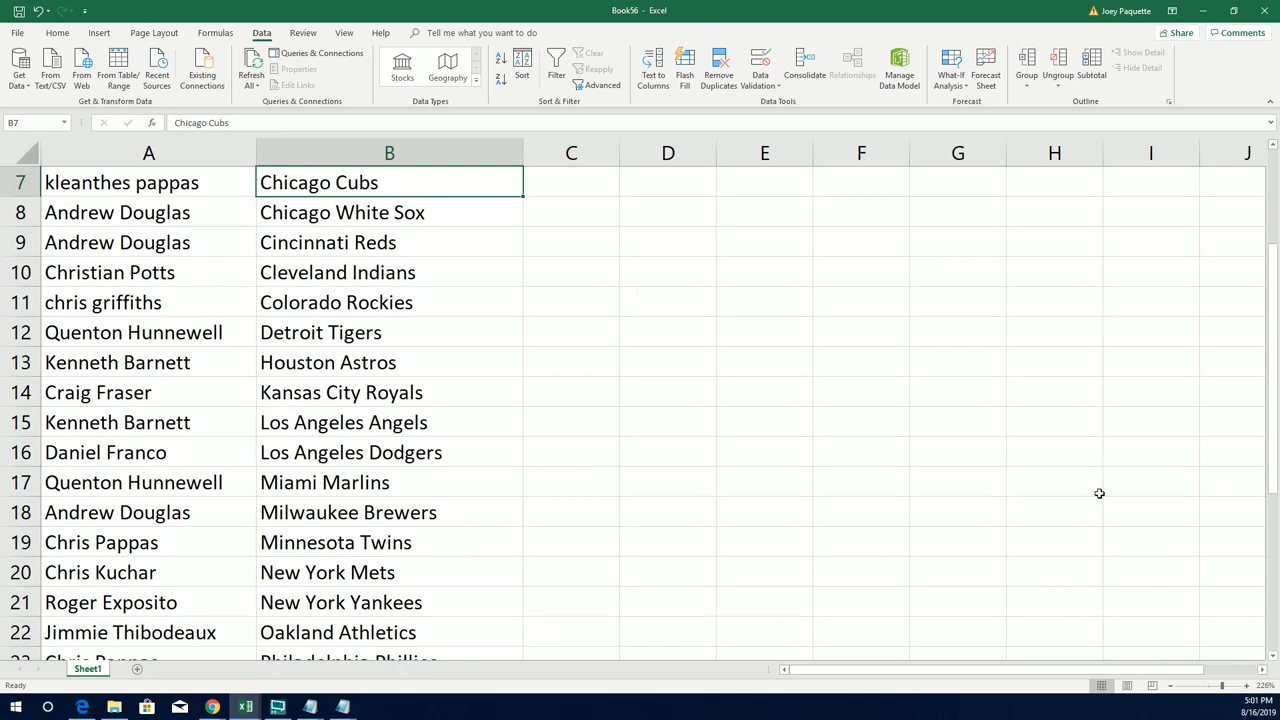 Book56 - Excel
Joey Paquette
File Home Insert Page Layout Formulas Data Review View Help Tell me what you want to do
Share Comments
Get Data From Text/CSV From Web From Table/Range Recent Sources Existing Connections
Get & Transform Data
Refresh All Queries & Connections Properties Edit Links
Queries & Connections
Stocks Geography
Data Types
Sort Filter Clear Reapply Advanced
Sort & Filter
Text to Columns Flash Fill Remove Duplicates Data Validation Consolidate Relationships Manage Data Model
Data Tools
What-If Analysis Forecast Sheet
Forecast
Group Ungroup Subtotal Show Detail Hide Detail
Outline
B7 fx Chicago Cubs
A B C D E F G H I J
7 kleanthes pappas Chicago Cubs
8 Andrew Douglas Chicago White Sox
9 Andrew Douglas Cincinnati Reds
10 Christian Potts Cleveland Indians
11 chris griffiths Colorado Rockies
12 Quenton Hunnewell Detroit Tigers
13 Kenneth Barnett Houston Astros
14 Craig Fraser Kansas City Royals
15 Kenneth Barnett Los Angeles Angels
16 Daniel Franco Los Angeles Dodgers
17 Quenton Hunnewell Miami Marlins
18 Andrew Douglas Milwaukee Brewers
19 Chris Pappas Minnesota Twins
20 Chris Kuchar New York Mets
21 Roger Exposito New York Yankees
22 Jimmie Thibodeaux Oakland Athletics
23 Chris Pappas Philadelphia Phillies
Sheet1
Ready
226%
5:01 PM
8/16/2019